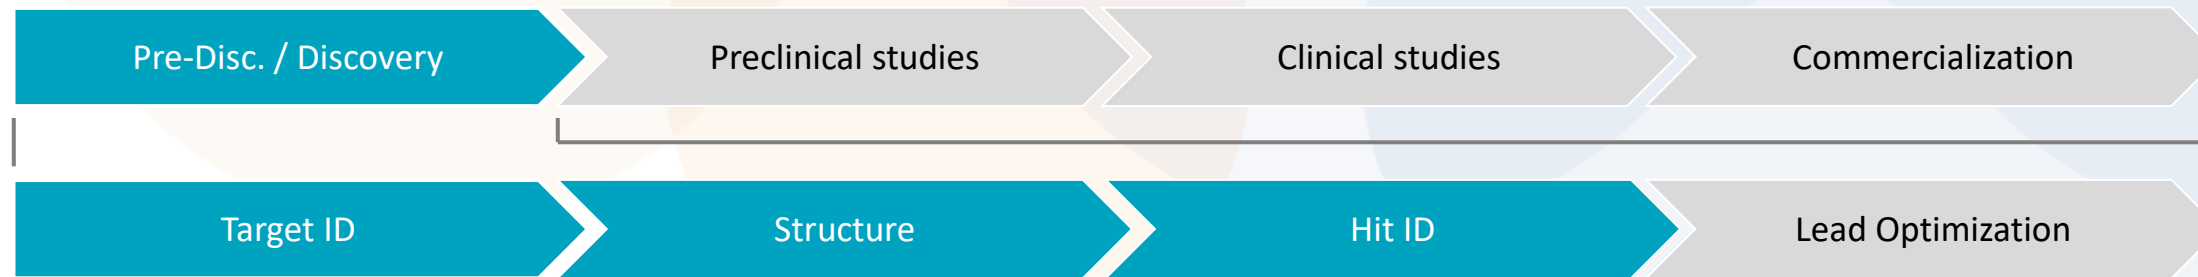 Pre-Disc. / Discovery
Preclinical studies
Clinical studies
Commercialization
Target ID
Structure
Hit ID
Lead Optimization